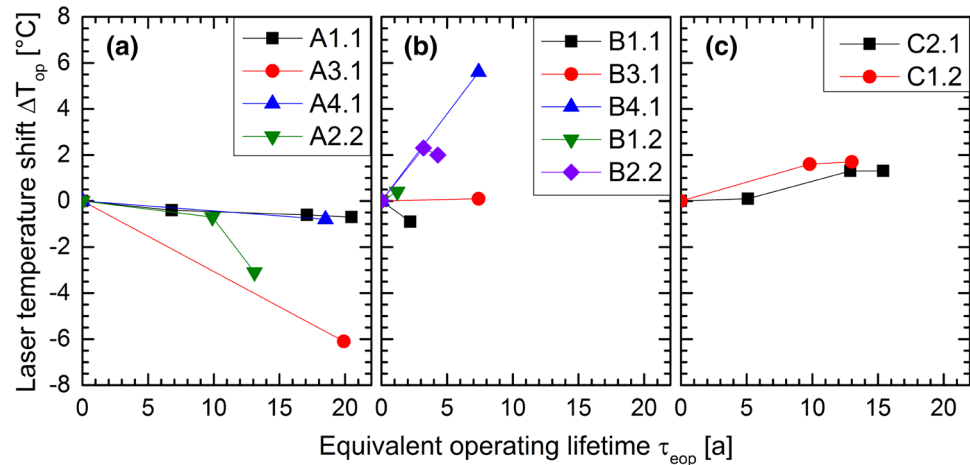 Laser temperature shift ΔT_op [°C]
8
6
4
2
0
-2
-4
-6
-8
(a)
A1.1
A3.1
A4.1
A2.2
(b)
B1.1
B3.1
B4.1
B1.2
B2.2
(c)
C2.1
C1.2
0 5 10 15 20 0 5 10 15 20 0 5 10 15 20
Equivalent operating lifetime τ_eop [a]